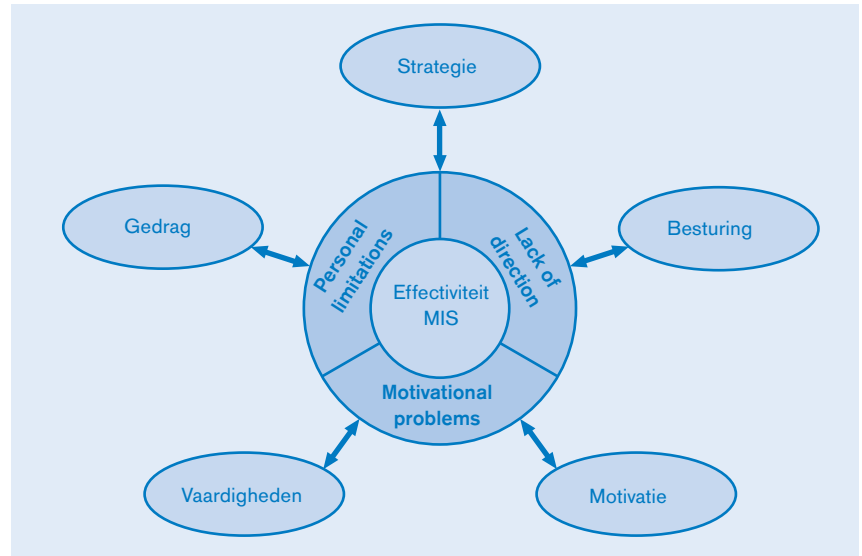 Strategie
Gedrag
Besturing
Personal
limitations
Lack of
direction
Effectiviteit
MIS
Motivational
problems
Vaardigheden
Motivatie